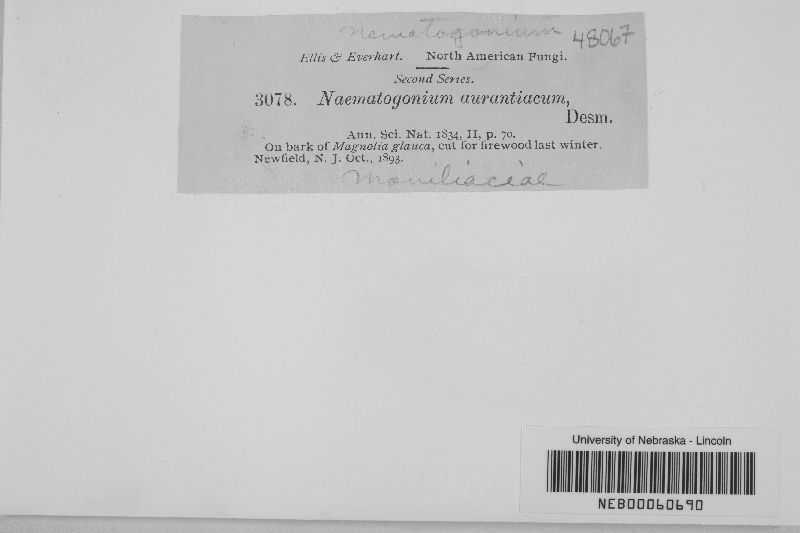 nematogonium
48067
Ellis & Everhart. North American Fungi.
Second Series.
3078. Naematogonium aurantiacum,
Desm.
Ann. Sci. Nat. 1834, II, p. 70.
On bark of Magnolia glauca, cut for firewood last winter.
Newfield, N. J. Oct., 1893.
Moniliaceae
University of Nebraska - Lincoln
NEB00060690